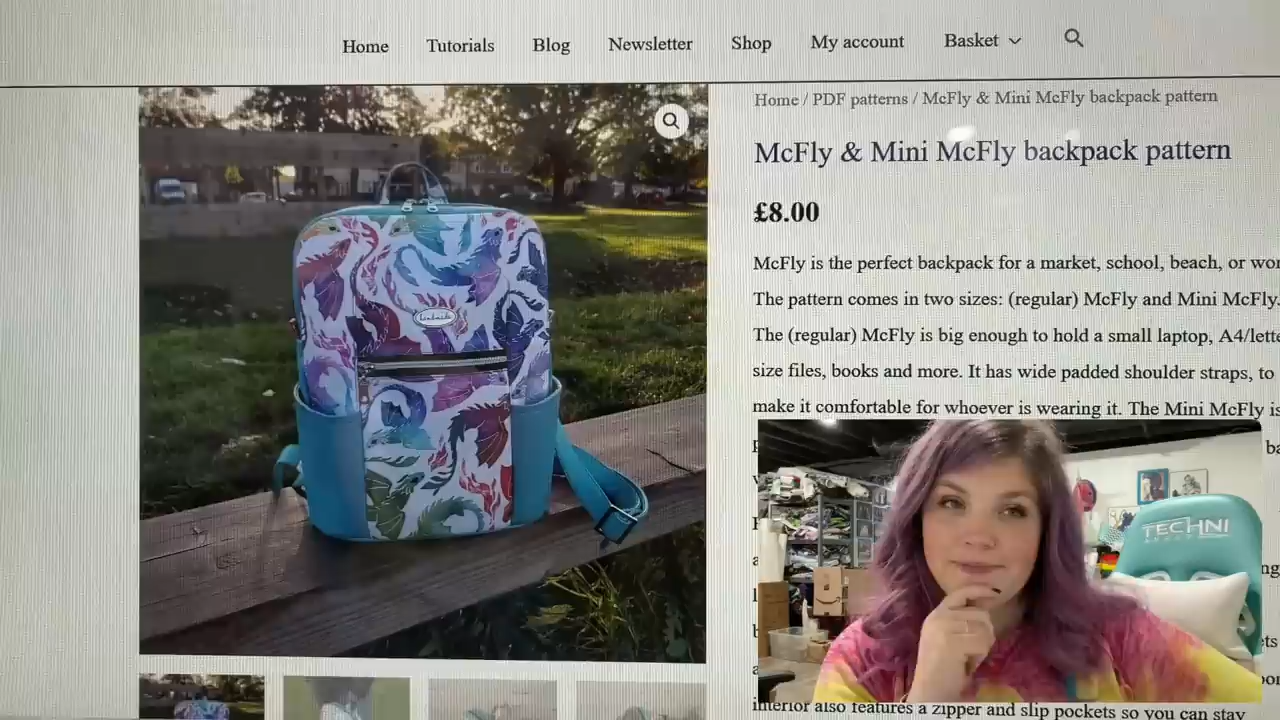 Home Tutorials Blog Newsletter Shop My account Basket
Home / PDF patterns / McFly & Mini McFly backpack pattern
McFly & Mini McFly backpack pattern
£8.00
McFly is the perfect backpack for a market, school, beach, or
The pattern comes in two sizes: (regular) McFly and Mini McFly
The (regular) McFly is big enough to hold a small laptop,
size files, books and more. It has wide padded shoulder straps, to
make it comfortable for whoever is wearing it. The Mini McFly is
TECHNI
interior also features a zipper and slip pockets so you can stay
handmade